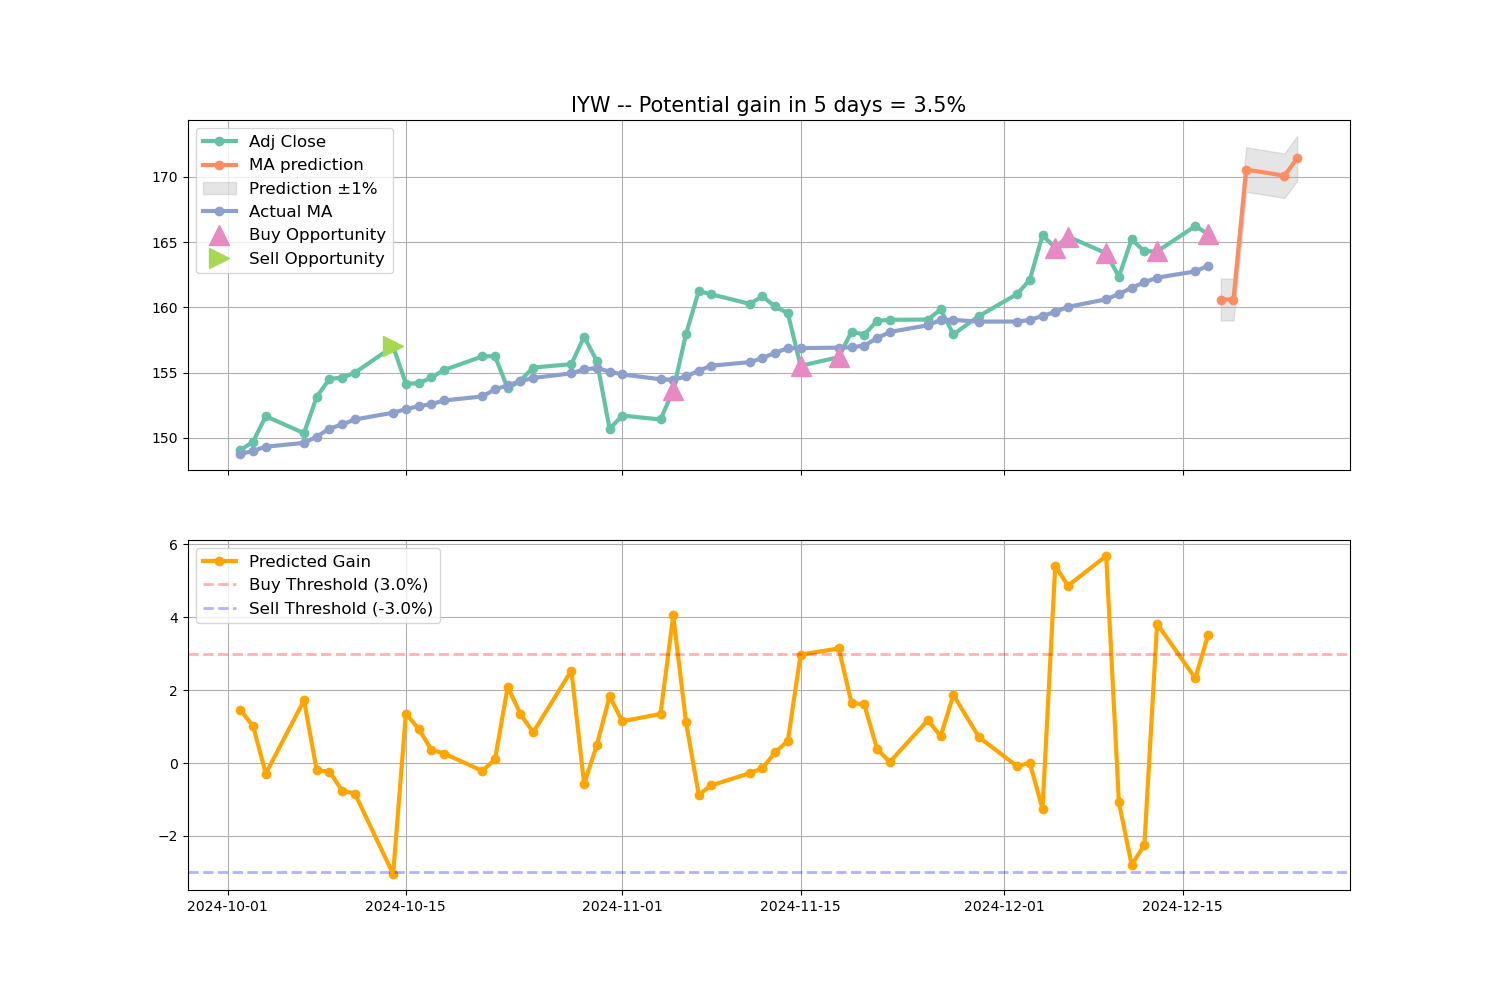 IYW -- Potential gain in 5 days = 3.5%
Adj Close
MA prediction
Prediction ±1%
Actual MA
Buy Opportunity
Sell Opportunity
170
165
160
155
150
Predicted Gain
Buy Threshold (3.0%)
Sell Threshold (-3.0%)
6
4
2
0
−2
2024-10-01
2024-10-15
2024-11-01
2024-11-15
2024-12-01
2024-12-15